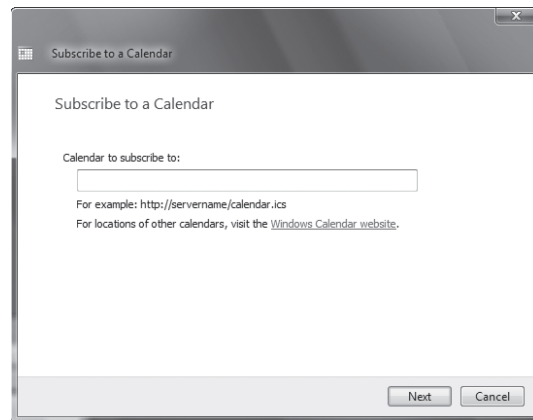 Subscribe to a Calendar
Subscribe to a Calendar
Calendar to subscribe to:
For example: http://servername/calendar.ics
For locations of other calendars, visit the Windows Calendar website.
Next
Cancel